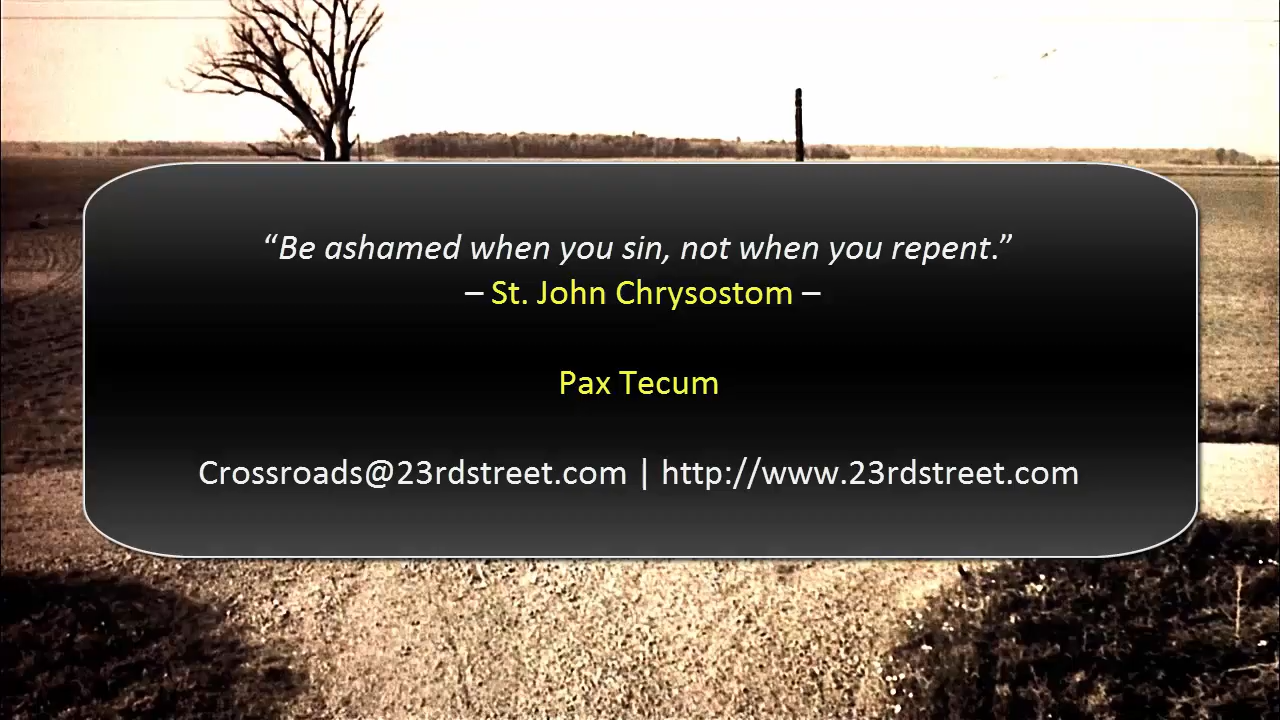 “Be ashamed when you sin, not when you repent.”
– St. John Chrysostom –
Pax Tecum
Crossroads@23rdstreet.com | http://www.23rdstreet.com